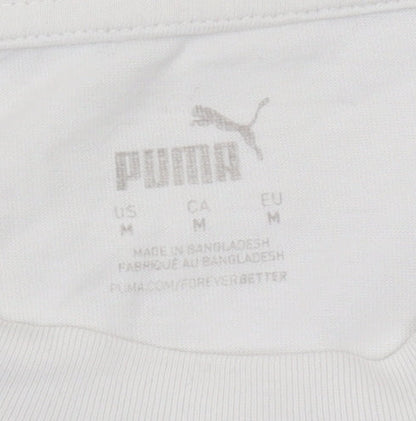 PUMA
US CA EU
M M M
MADE IN BANGLADESH
FABRIQUÉ AU BANGLADESH
PUMA.COM/FOREVERBETTER